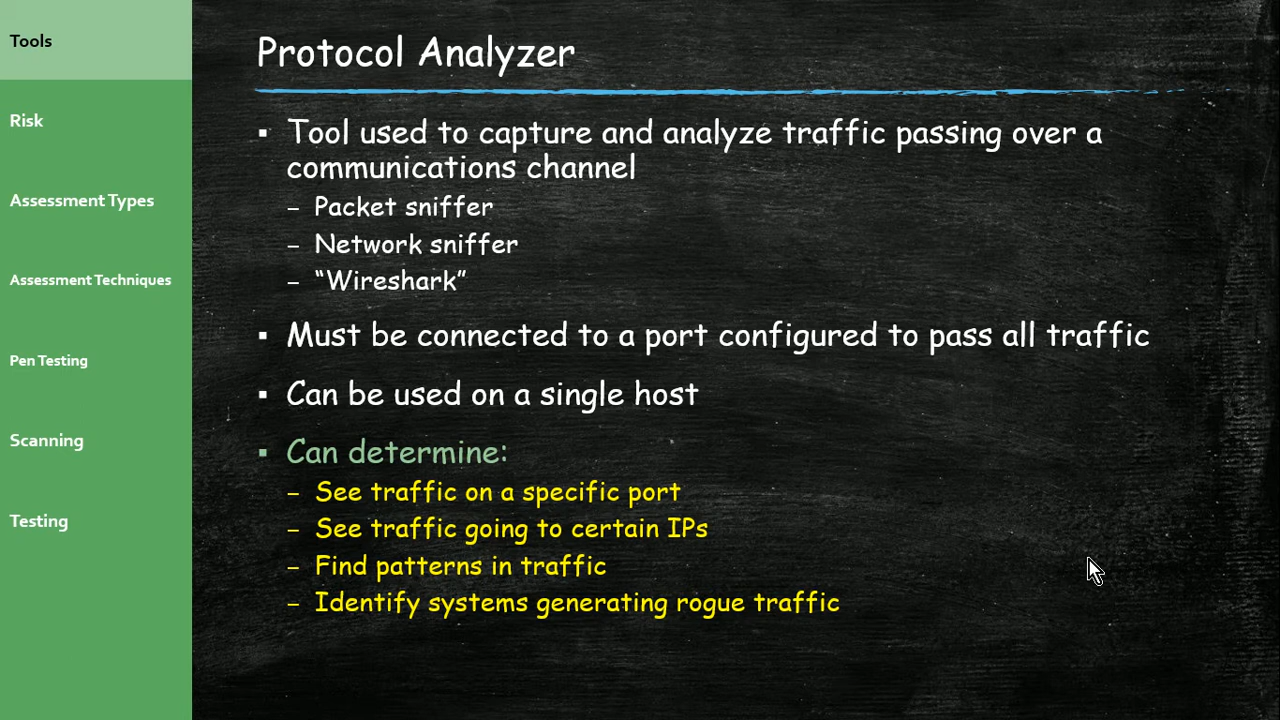 Tools
Risk
Assessment Types
Assessment Techniques
Pen Testing
Scanning
Testing
Protocol Analyzer
▪ Tool used to capture and analyze traffic passing over a
communications channel
– Packet sniffer
– Network sniffer
– “Wireshark”
▪ Must be connected to a port configured to pass all traffic
▪ Can be used on a single host
▪ Can determine:
– See traffic on a specific port
– See traffic going to certain IPs
– Find patterns in traffic
– Identify systems generating rogue traffic